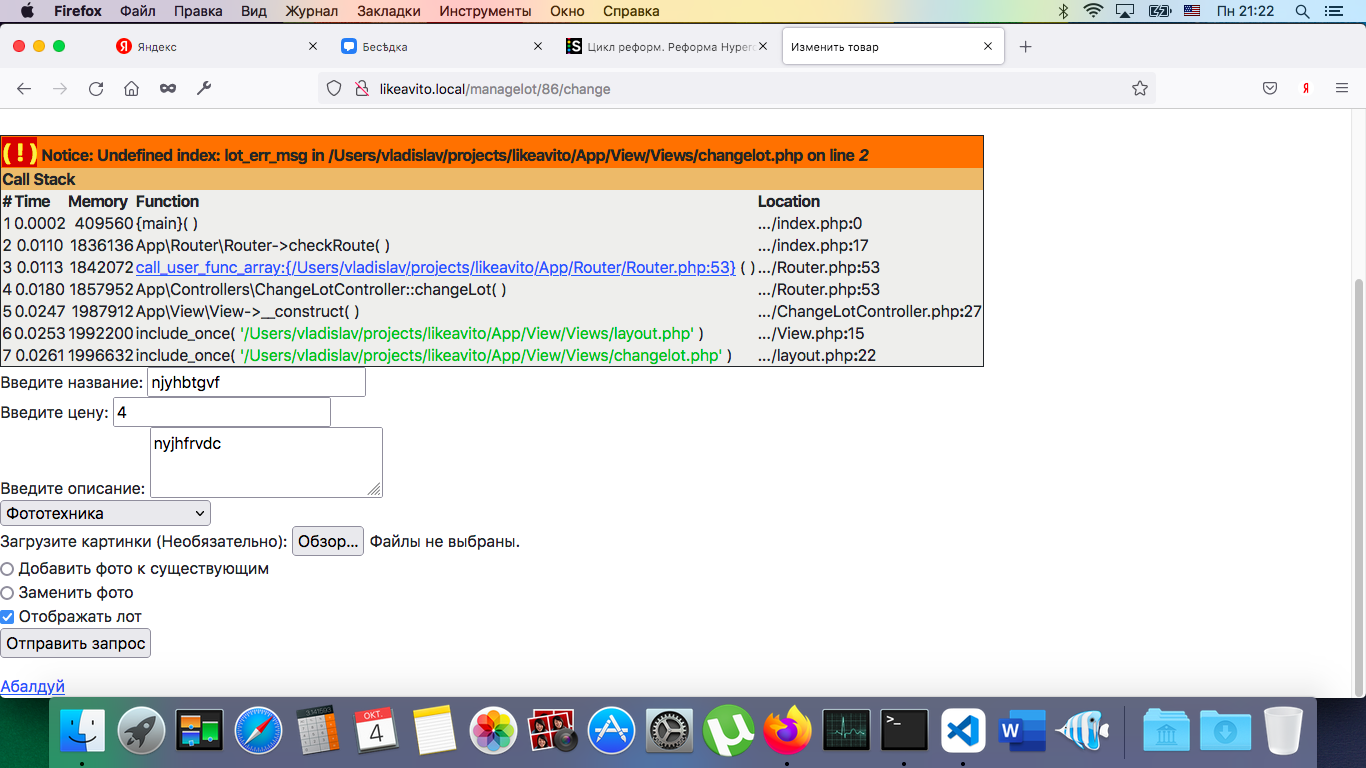 Firefox Файл Правка Вид Журнал Закладки Инструменты Окно Справка Пн 21:22
Яндекс Бесѣдка Цикл реформ. Реформа Hyper Изменить товар
likeavito.local/managelot/86/change
( ! ) Notice: Undefined index: lot_err_msg in /Users/vladislav/projects/likeavito/App/View/Views/changelot.php on line 2
Call Stack
# Time Memory Function Location
1 0.0002 409560 {main}( ) .../index.php:0
2 0.0110 1836136 App\Router\Router->checkRoute( ) .../index.php:17
3 0.0113 1842072 call_user_func_array:{/Users/vladislav/projects/likeavito/App/Router/Router.php:53} ( ) .../Router.php:53
4 0.0180 1857952 App\Controllers\ChangeLotController::changeLot( ) .../Router.php:53
5 0.0247 1987912 App\View\View->__construct( ) .../ChangeLotController.php:27
6 0.0253 1992200 include_once( '/Users/vladislav/projects/likeavito/App/View/Views/layout.php' ) .../View.php:15
7 0.0261 1996632 include_once( '/Users/vladislav/projects/likeavito/App/View/Views/changelot.php' ) .../layout.php:22
Введите название: njyhbtgvf
Введите цену: 4
nyjhfrvdc
Введите описание:
Фототехника
Загрузите картинки (Необязательно): Обзор... Файлы не выбраны.
Добавить фото к существующим
Заменить фото
Отображать лот
Отправить запрос
Абалдуй
ОКТ.
4